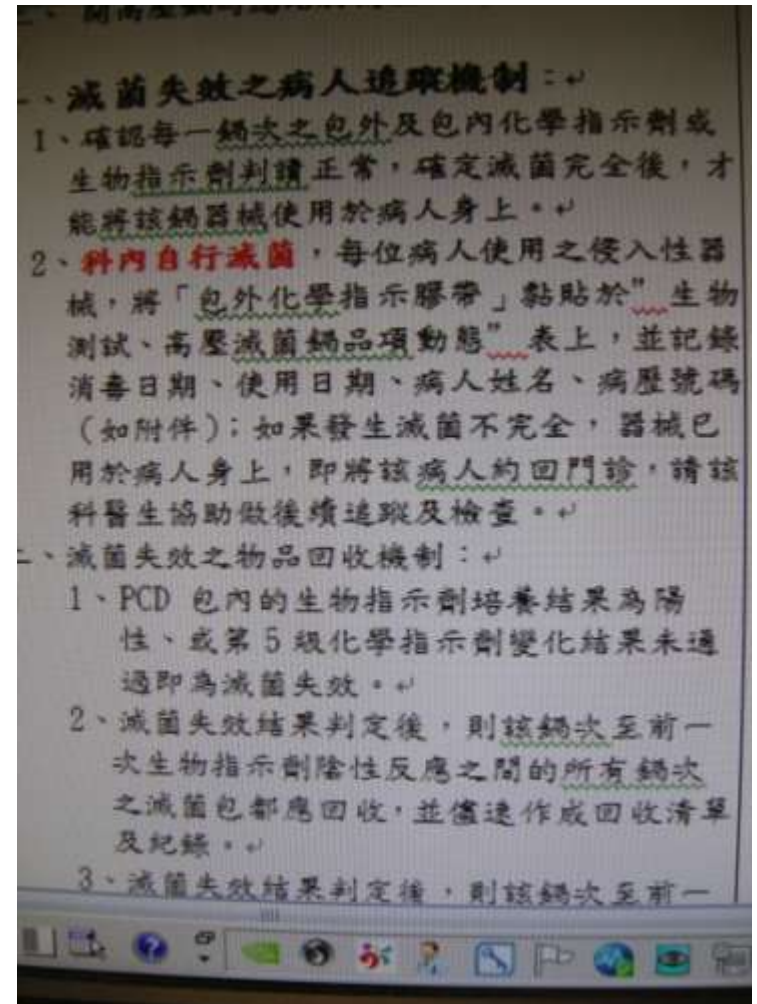 一、滅菌失效之病人追蹤機制：
1、確認每一鍋次之包外及包內化學指示劑或
生物指示劑判讀正常，確定滅菌完全後，才
能將該鍋器械使用於病人身上。
2、科內自行滅菌，每位病人使用之侵入性器
械，將「包外化學指示膠帶」黏貼於”生物
測試、高壓滅菌鍋品項動態”表上，並記錄
消毒日期、使用日期、病人姓名、病歷號碼
(如附件)；如果發生滅菌不完全，器械已
用於病人身上，即將該病人約回門診，請該
科醫生協助做後續追蹤及檢查。
二、滅菌失效之物品回收機制：
1、PCD 包內的生物指示劑培養結果為陽
性、或第 5 級化學指示劑變化結果未通
過即為滅菌失效。
2、滅菌失效結果判定後，則該鍋次至前一
次生物指示劑陰性反應之間的所有鍋次
之滅菌包都應回收，並儘速作成回收清單
及紀錄。
3、滅菌失效結果判定後，則該鍋次至前一